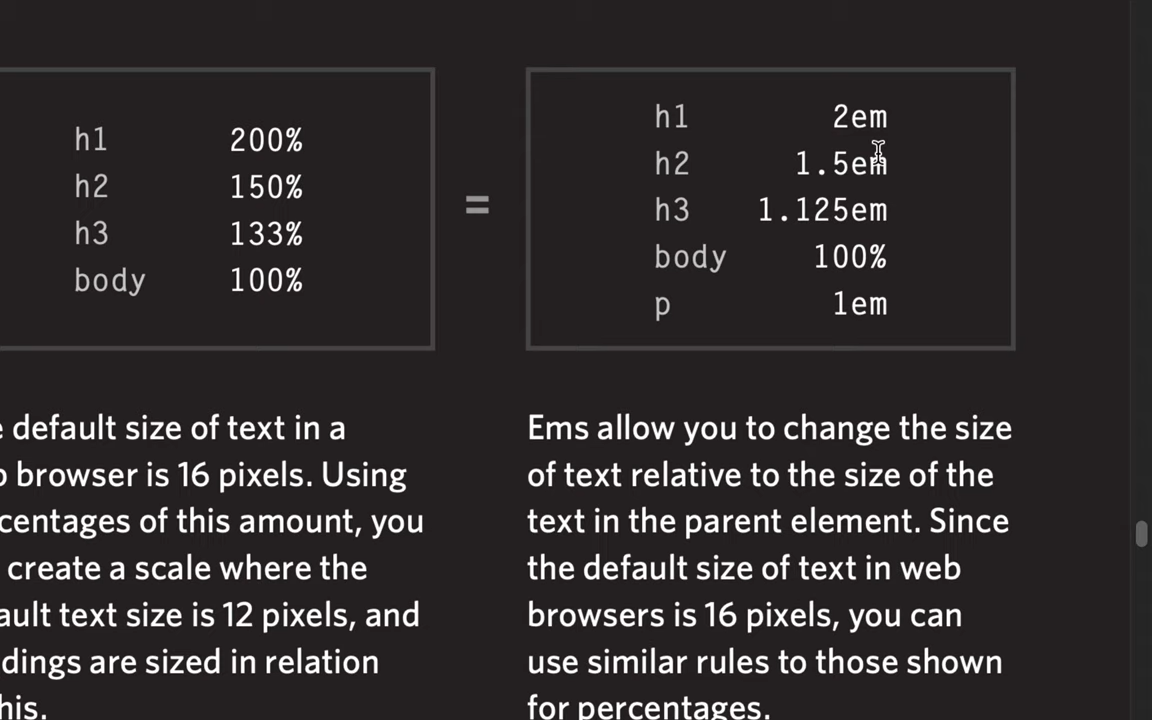 h1 200%
h2 150%
h3 133%
body 100%
=
h1 2em
h2 1.5em
h3 1.125em
body 100%
p 1em
default size of text in a
browser is 16 pixels. Using
of this amount, you
create a scale where the
text size is 12 pixels, and
are sized in relation
this.
Ems allow you to change the size
of text relative to the size of the
text in the parent element. Since
the default size of text in web
browsers is 16 pixels, you can
use similar rules to those shown
for percentages.